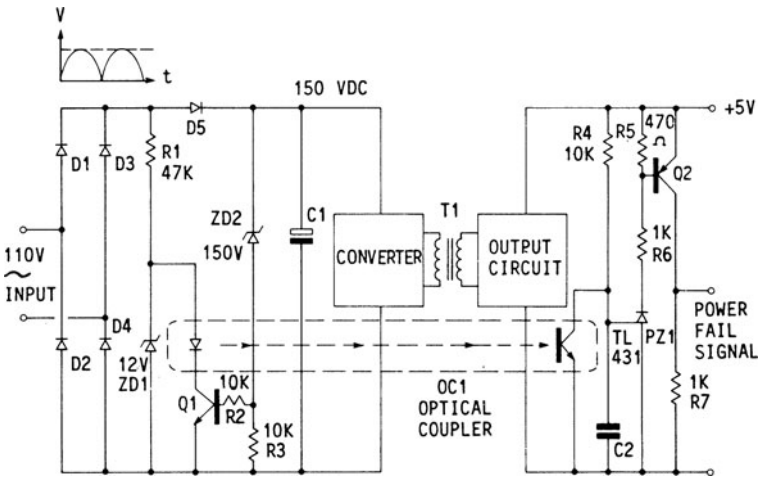 V
t
150 VDC
+5V
D5
R4
10K
R5
470
Ω
D1
D3
R1
47K
Q2
ZD2
150V
C1
T1
CONVERTER
OUTPUT
CIRCUIT
1K
R6
110V
~
INPUT
D4
D2
12V
ZD1
TL
431
PZ1
POWER
FAIL
SIGNAL
Q1
10K
R2
10K
R3
OC1
OPTICAL
COUPLER
1K
R7
C2